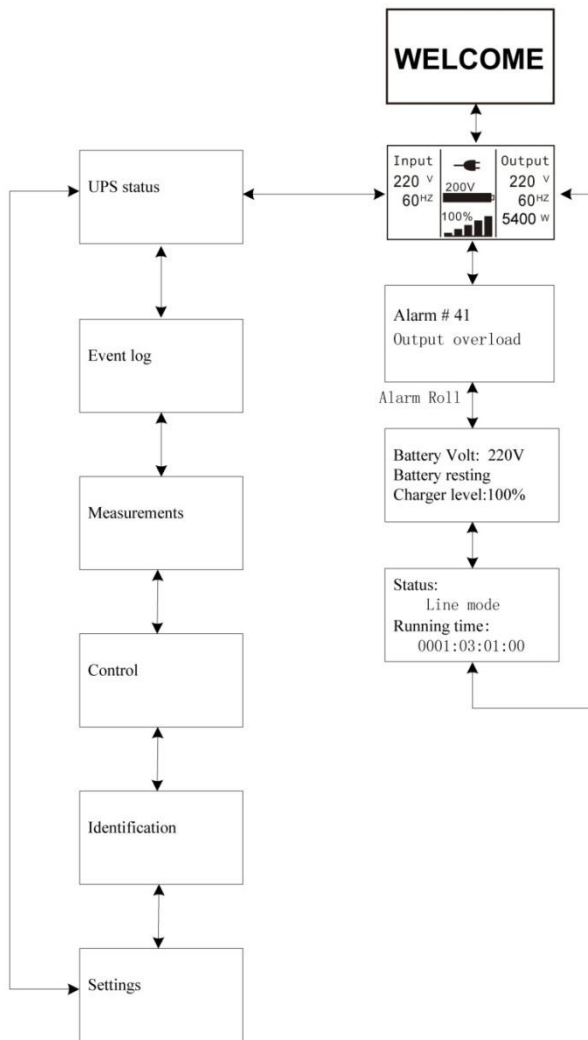 WELCOME
UPS status
Input
220 V
60HZ
200V
100%
Output
220 V
60HZ
5400 W
Event log
Alarm # 41
Output overload
Alarm Roll
Measurements
Battery Volt: 220V
Battery resting
Charger level:100%
Control
Status:
Line mode
Running time:
0001:03:01:00
Identification
Settings